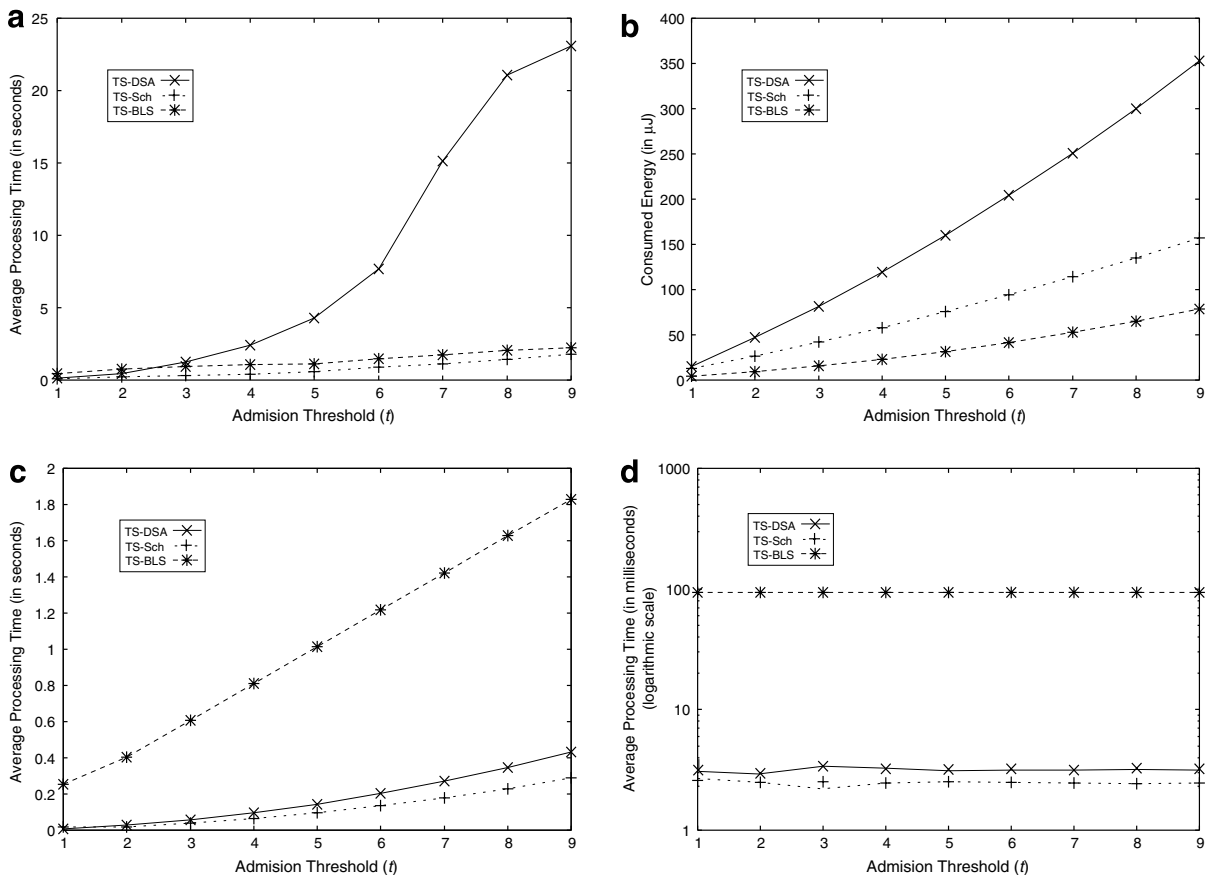 a
25
20
15
10
5
0
Average Processing Time (in seconds)
TS-DSA
TS-Sch
TS-BLS
1 2 3 4 5 6 7 8 9
Admision Threshold (t)
b
400
350
300
250
200
150
100
50
0
Consumed Energy (in μJ)
TS-DSA
TS-Sch
TS-BLS
1 2 3 4 5 6 7 8 9
Admision Threshold (t)
c
2
1.8
1.6
1.4
1.2
1
0.8
0.6
0.4
0.2
0
Average Processing Time (in seconds)
TS-DSA
TS-Sch
TS-BLS
1 2 3 4 5 6 7 8 9
Admision Threshold (t)
d
1000
100
10
1
Average Processing Time (in milliseconds)
(logarithmic scale)
TS-DSA
TS-Sch
TS-BLS
1 2 3 4 5 6 7 8 9
Admision Threshold (t)